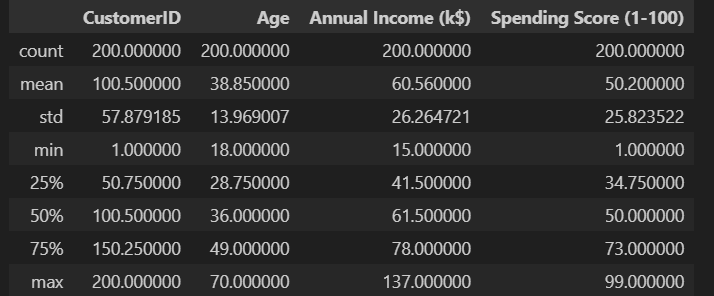 CustomerID Age Annual Income (k$) Spending Score (1-100)
count 200.000000 200.000000 200.000000 200.000000
mean 100.500000 38.850000 60.560000 50.200000
std 57.879185 13.969007 26.264721 25.823522
min 1.000000 18.000000 15.000000 1.000000
25% 50.750000 28.750000 41.500000 34.750000
50% 100.500000 36.000000 61.500000 50.000000
75% 150.250000 49.000000 78.000000 73.000000
max 200.000000 70.000000 137.000000 99.000000